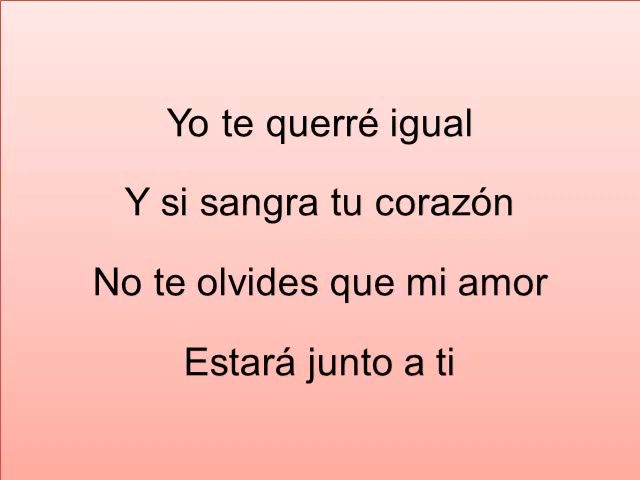 Yo te querré igual
Y si sangra tu corazón
No te olvides que mi amor
Estará junto a ti